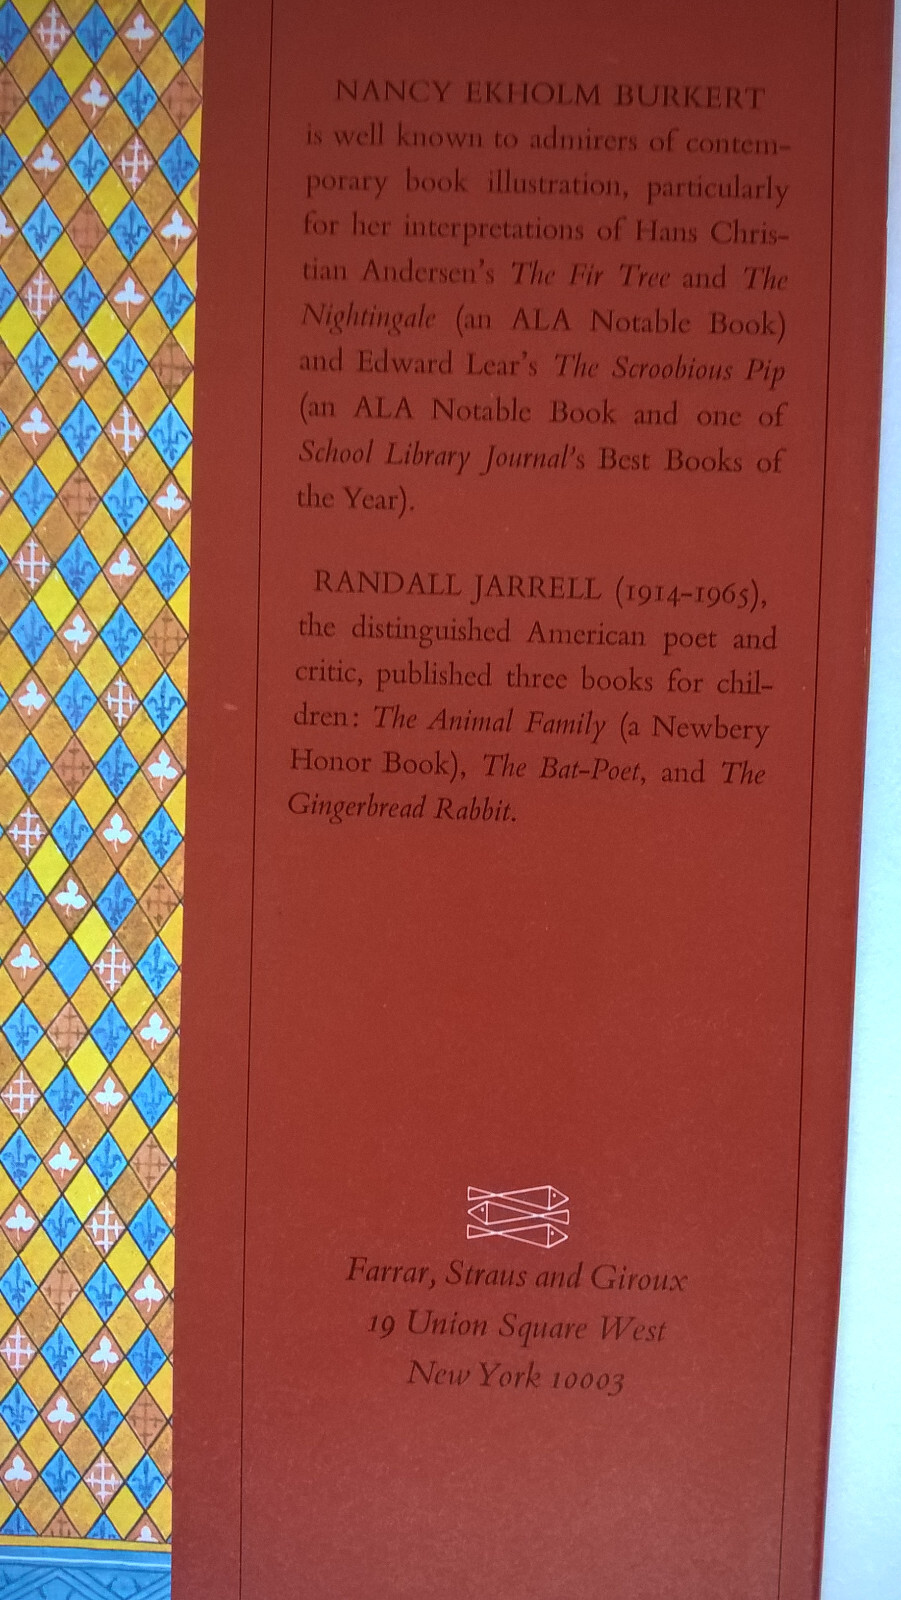 NANCY EKHOLM BURKERT
is well known to admirers of contem-
porary book illustration, particularly
for her interpretations of Hans Chris-
tian Andersen's The Fir Tree and The
Nightingale (an ALA Notable Book)
and Edward Lear's The Scroobious Pip
(an ALA Notable Book and one of
School Library Journal's Best Books of
the Year).
RANDALL JARRELL (1914-1965),
the distinguished American poet and
critic, published three books for chil-
dren: The Animal Family (a Newbery
Honor Book), The Bat-Poet, and The
Gingerbread Rabbit.
Farrar, Straus and Giroux
19 Union Square West
New York 10003